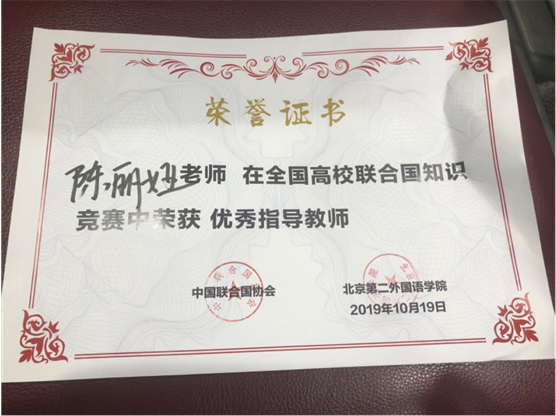 荣誉证书
陈丽妞老师 在全国高校联合国知识
竞赛中荣获 优秀指导教师
中国联合国协会
北京第二外国语学院
2019年10月19日